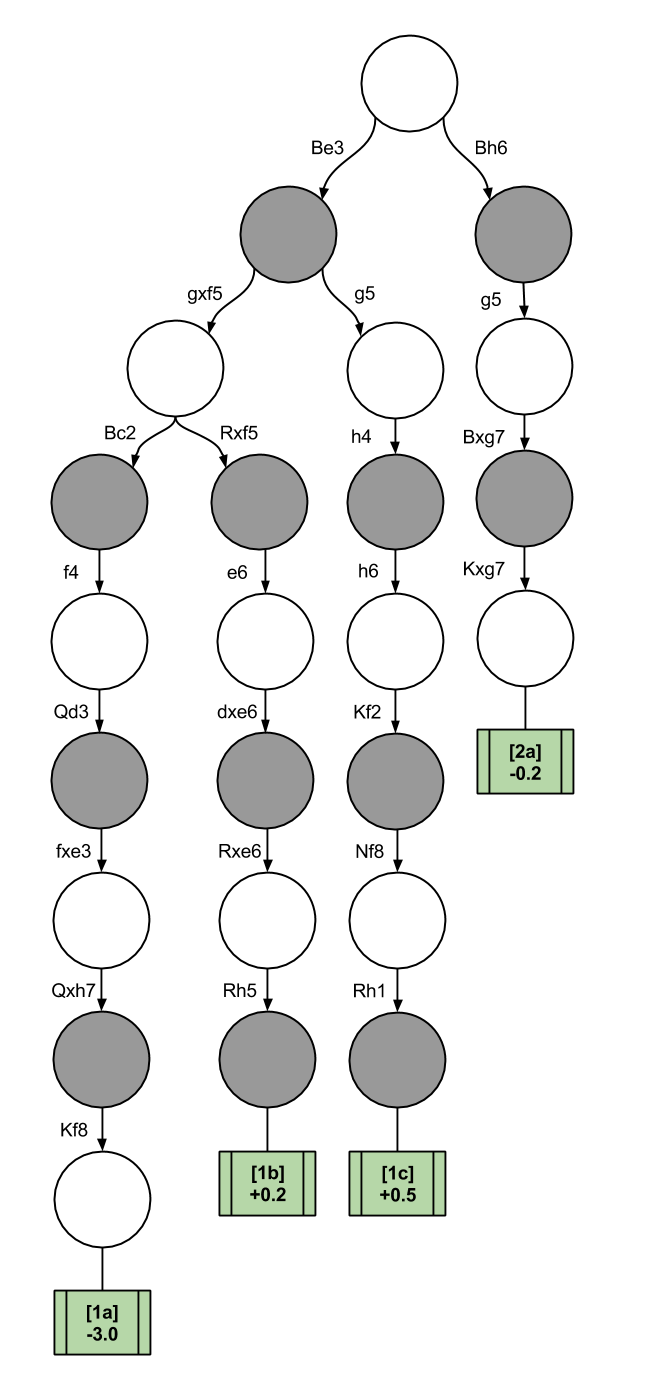 Be3
Bh6
gxf5
g5
g5
Bc2
Rxf5
h4
Bxg7
f4
e6
h6
Kxg7
Qd3
dxe6
Kf2
[2a]
-0.2
fxe3
Rxe6
Nf8
Qxh7
Rh5
Rh1
Kf8
[1b]
+0.2
[1c]
+0.5
[1a]
-3.0